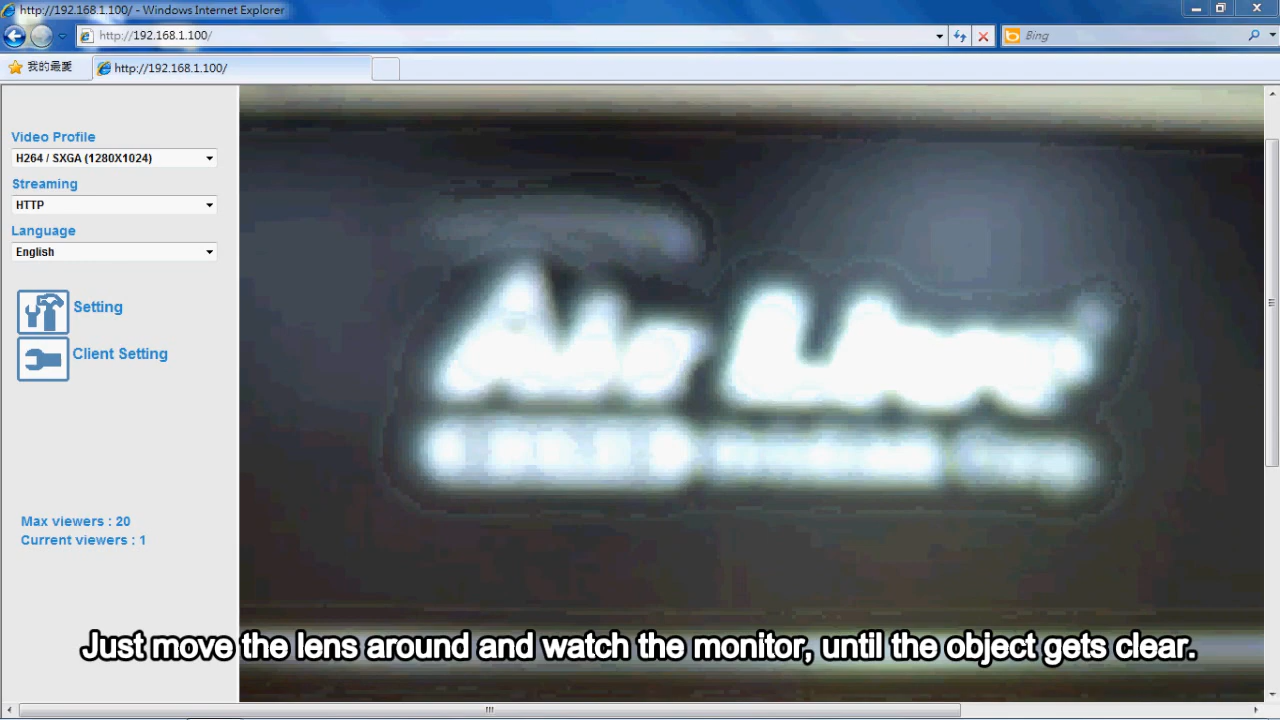 http://192.168.1.100/ - Windows Internet Explorer
http://192.168.1.100/
Bing
我的最愛
http://192.168.1.100/
Video Profile
H264 / SXGA (1280X1024)
Streaming
HTTP
Language
English
Setting
Client Setting
Max viewers : 20
Current viewers : 1
Just move the lens around and watch the monitor, until the object gets clear.